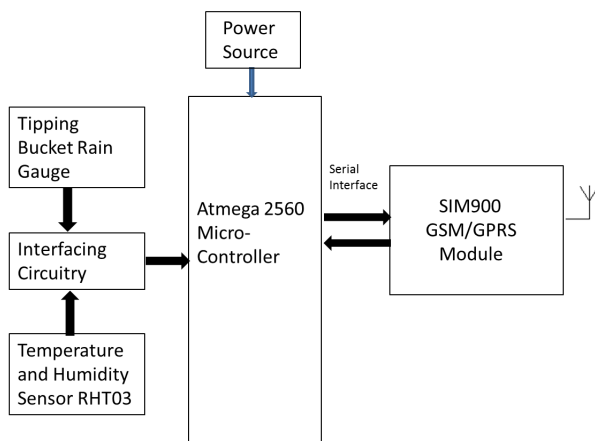 Power
Source
Tipping
Bucket Rain
Gauge
Interfacing
Circuitry
Temperature
and Humidity
Sensor RHT03
Atmega 2560
Micro-
Controller
Serial
Interface
SIM900
GSM/GPRS
Module